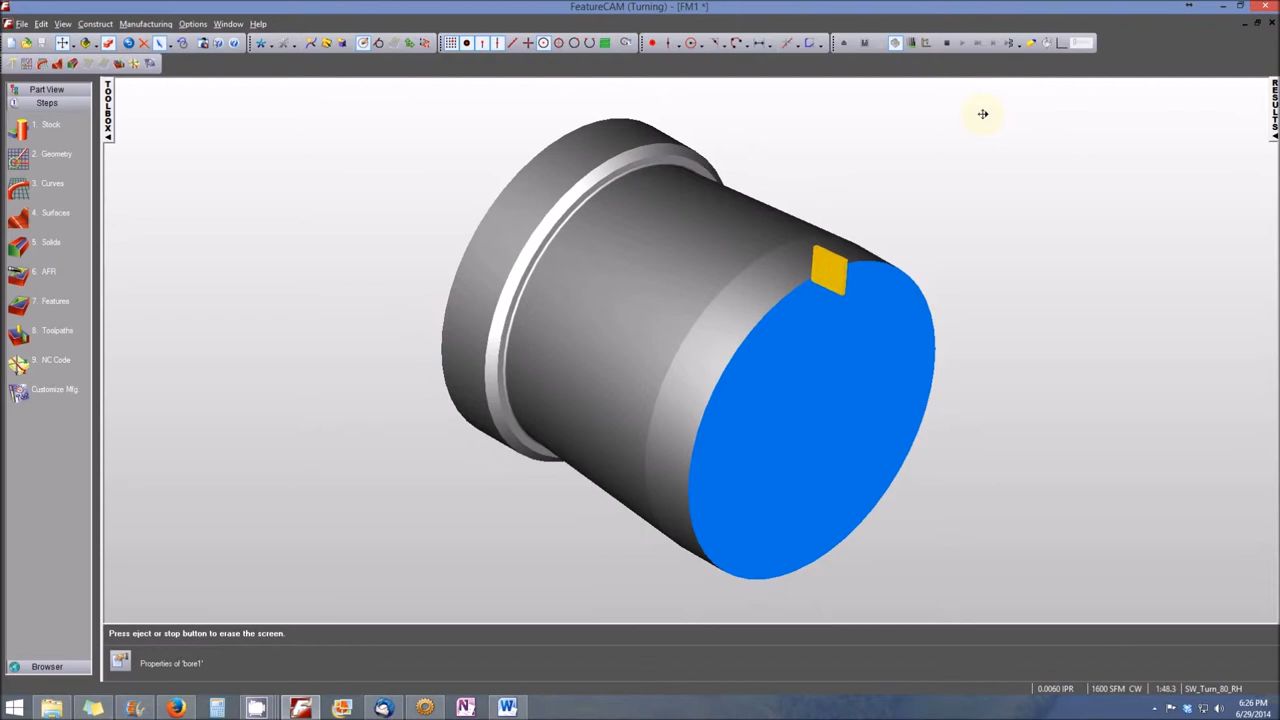 FeatureCAM (Turning) - [FM1 *]
File Edit View Construct Manufacturing Options Window Help
Part View
Steps
1. Stock
2. Geometry
3. Curves
4. Surfaces
5. Solids
6. AFR
7. Features
8. Toolpaths
9. NC Code
Customize Mfg.
Browser
TOOLBOX
RESULTS
Press eject or stop button to erase the screen.
Properties of 'bore1'
0.0060 IPR 1600 SFM CW 1:48.3 SW_Turn_80_RH
6:26 PM
6/29/2014